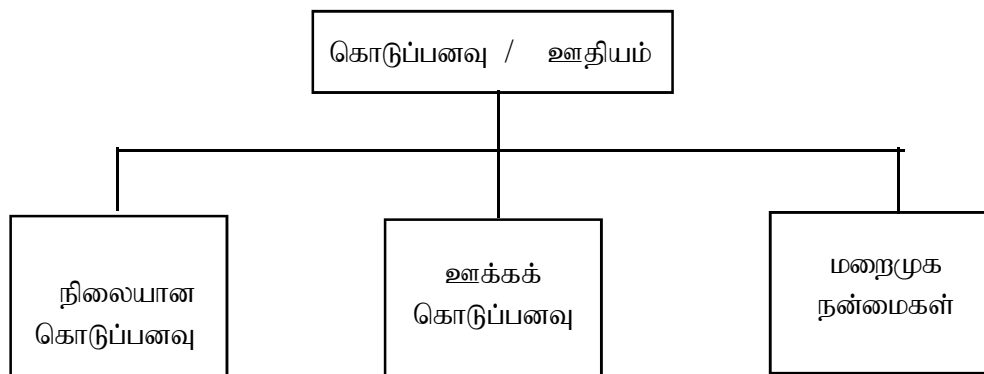 கொடுப்பனவு / ஊதியம்
நிலையான
கொடுப்பனவு
ஊக்கக்
கொடுப்பனவு
மறைமுக
நன்மைகள்